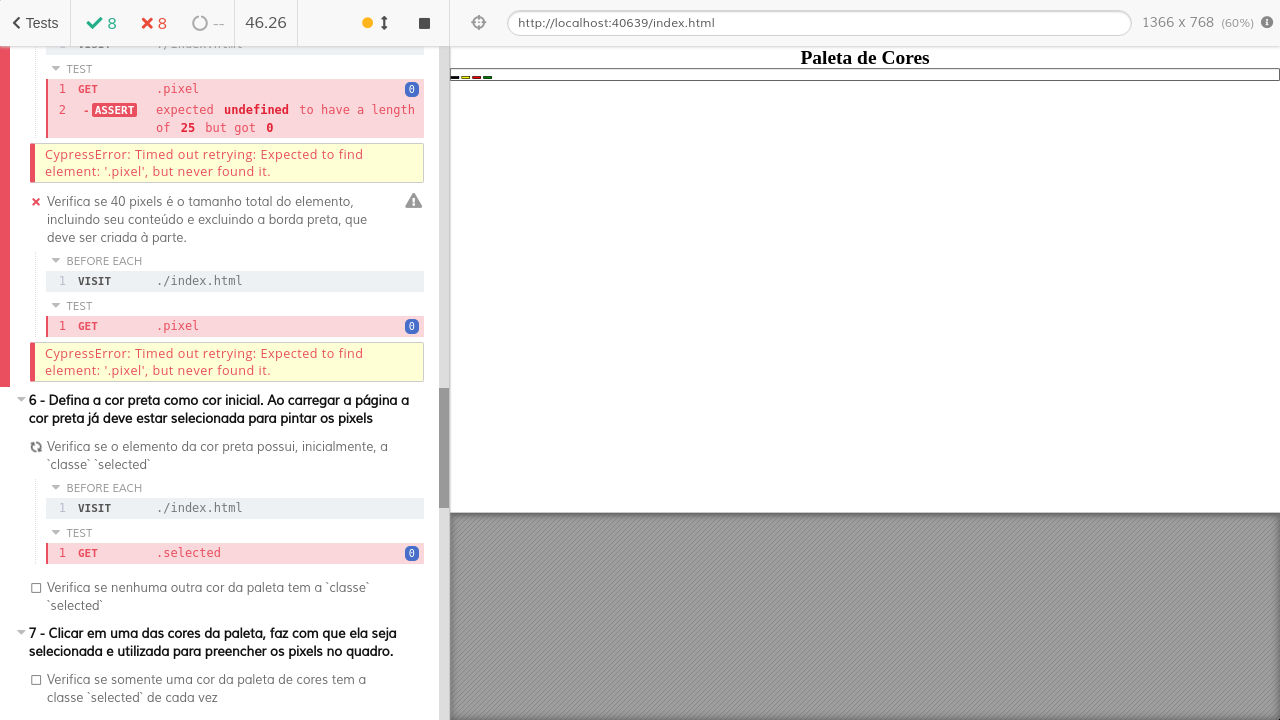 Tests
8
8
--
46.26
http://localhost:40639/index.html
1366 x 768 (60%)
TEST
1 GET .pixel 0
2 -ASSERT expected undefined to have a length
of 25 but got 0
CypressError: Timed out retrying: Expected to find
element: '.pixel', but never found it.
Verifica se 40 pixels é o tamanho total do elemento,
incluindo seu conteúdo e excluindo a borda preta, que
deve ser criada à parte.
BEFORE EACH
1 VISIT ./index.html
TEST
1 GET .pixel 0
CypressError: Timed out retrying: Expected to find
element: '.pixel', but never found it.
6 - Defina a cor preta como cor inicial. Ao carregar a página a
cor preta já deve estar selecionada para pintar os pixels
Verifica se o elemento da cor preta possui, inicialmente, a
`classe` `selected`
BEFORE EACH
1 VISIT ./index.html
TEST
1 GET .selected 0
Verifica se nenhuma outra cor da paleta tem a `classe`
`selected`
7 - Clicar em uma das cores da paleta, faz com que ela seja
selecionada e utilizada para preencher os pixels no quadro.
Verifica se somente uma cor da paleta de cores tem a
classe `selected` de cada vez
Paleta de Cores